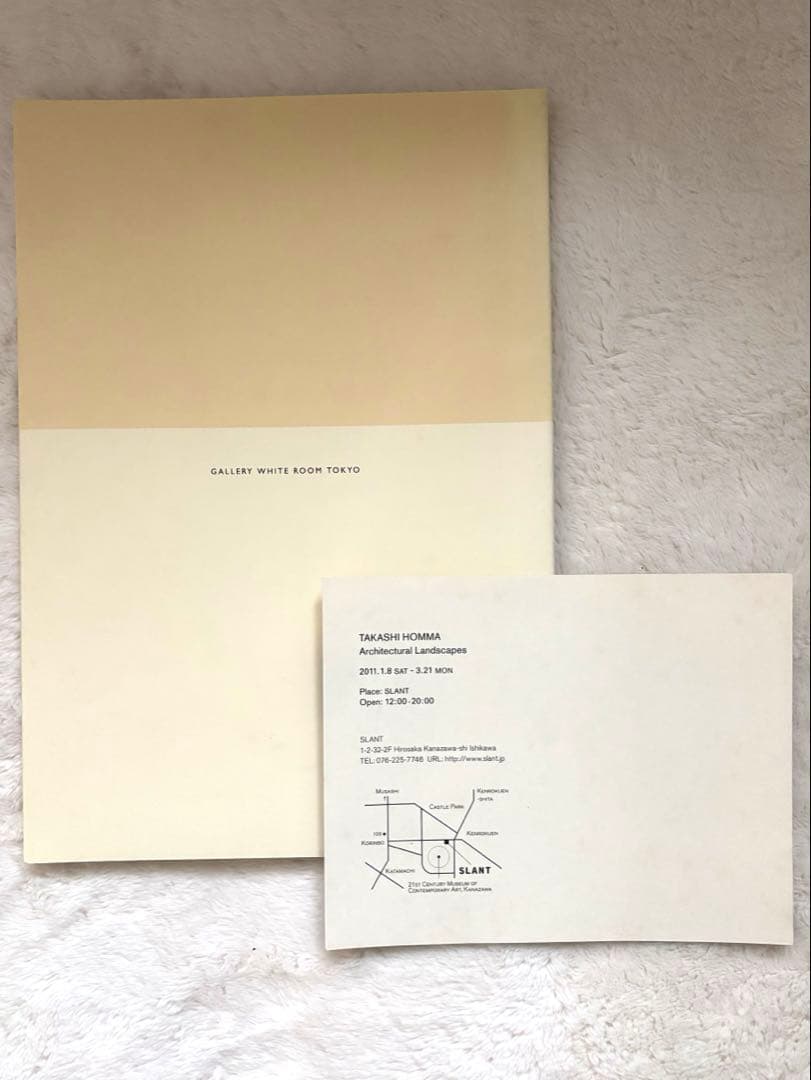 GALLERY WHITE ROOM TOKYO
TAKASHI HOMMA
Architectural Landscapes
2011.1.8 SAT - 3.21 MON
Place: SLANT
Open: 12:00-20:00
SLANT
1-2-32-2F Hirosaka Kanazawa-shi Ishikawa
TEL: 076-225-7746 URL: http://www.slant.jp
MUSASHI
KENROKUEN
-SHITA
CASTLE PARK
109
KENROKUEN
KORINBO
KATAMACHI
SLANT
21ST CENTURY MUSEUM OF
CONTEMPORARY ART, KANAZAWA